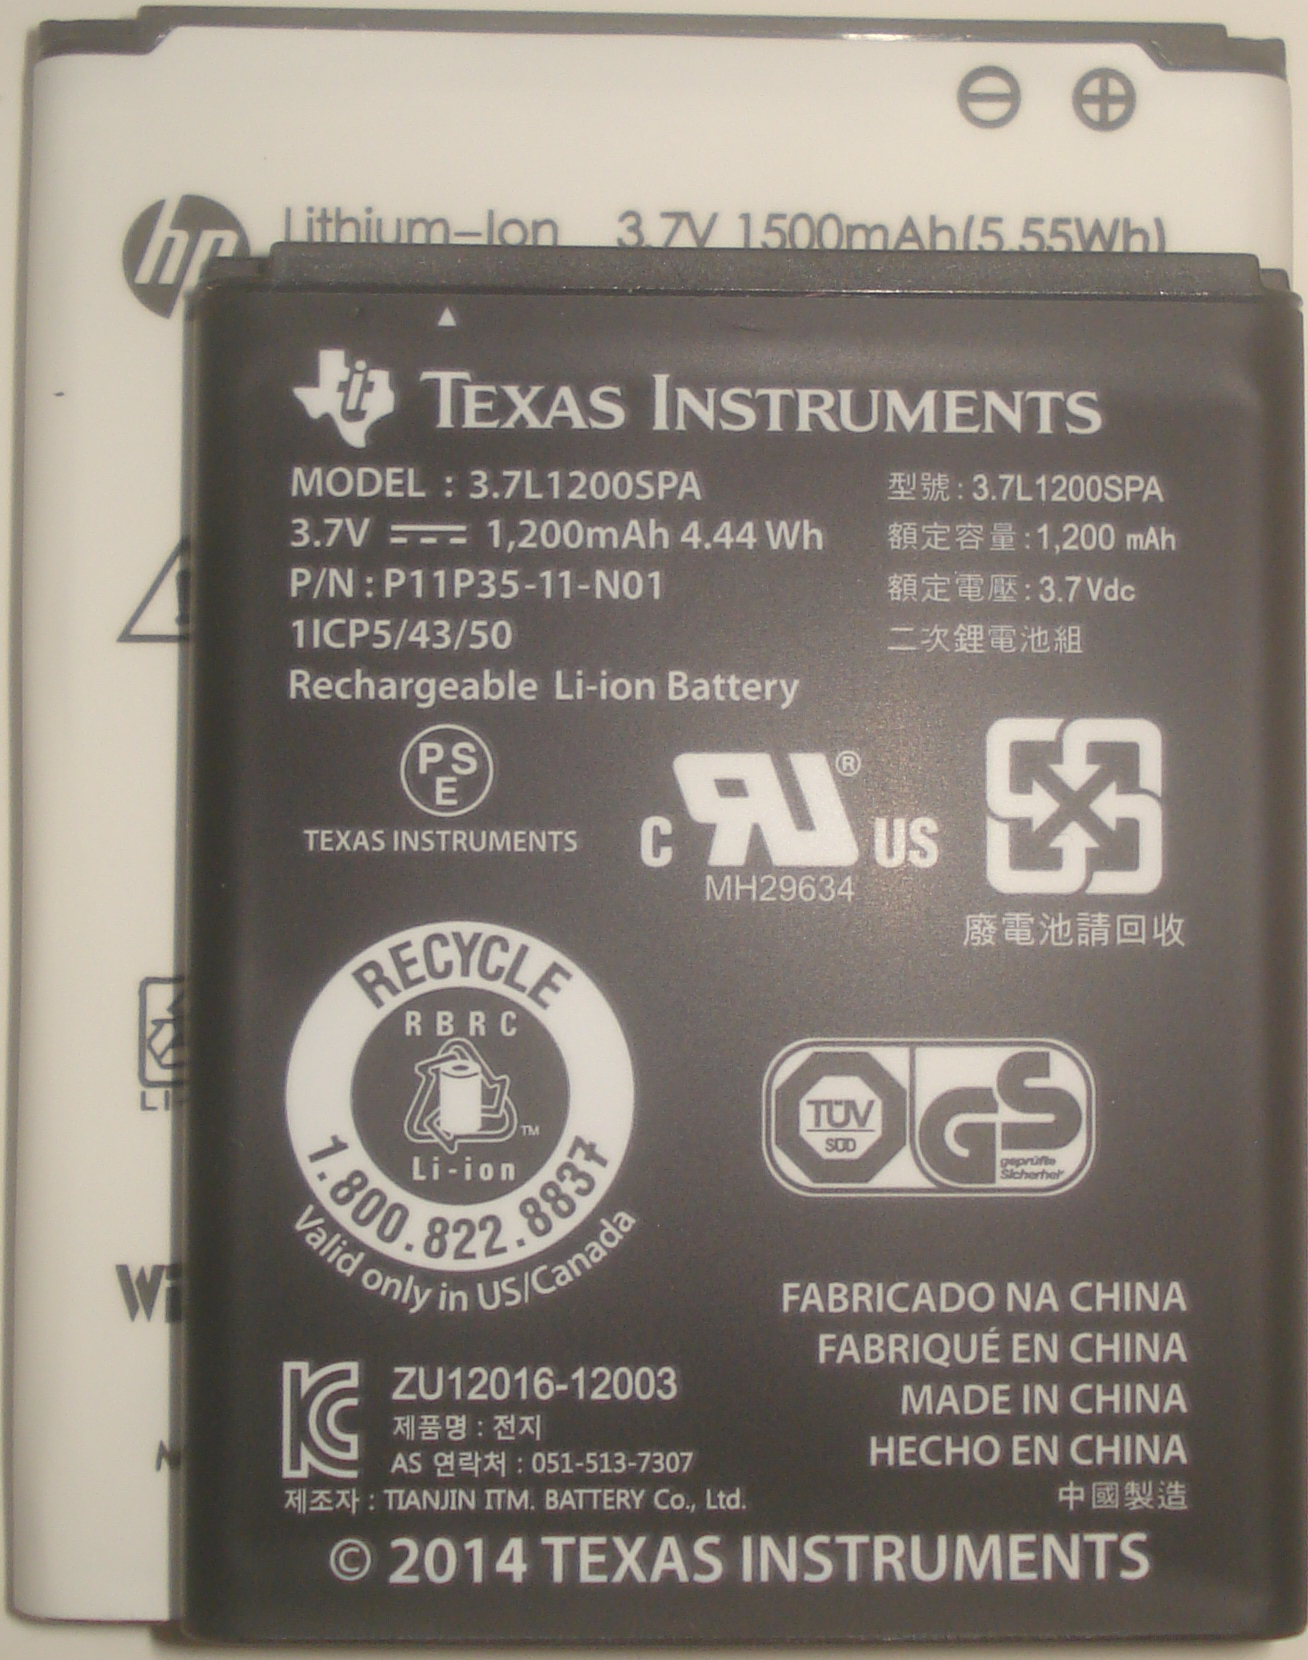 hp Lithium-Ion 3.7V 1500mAh(5.55Wh)
TEXAS INSTRUMENTS
MODEL : 3.7L1200SPA
3.7V 1,200mAh 4.44 Wh
P/N : P11P35-11-N01
1ICP5/43/50
Rechargeable Li-ion Battery
型號 : 3.7L1200SPA
額定容量 : 1,200 mAh
額定電壓 : 3.7 Vdc
二次鋰電池組
PSE
TEXAS INSTRUMENTS
C RU ® US
MH29634
廢電池請回收
RECYCLE
RBRC
TM
Li-ion
1.800.822.8837
Valid only in US/Canada
TÜV
SÜD
GS
geprüfte
Sicherheit
FABRICADO NA CHINA
FABRIQUÉ EN CHINA
MADE IN CHINA
HECHO EN CHINA
中國製造
ZU12016-12003
제품명 : 전지
AS 연락처 : 051-513-7307
제조자 : TIANJIN ITM. BATTERY Co., Ltd.
© 2014 TEXAS INSTRUMENTS